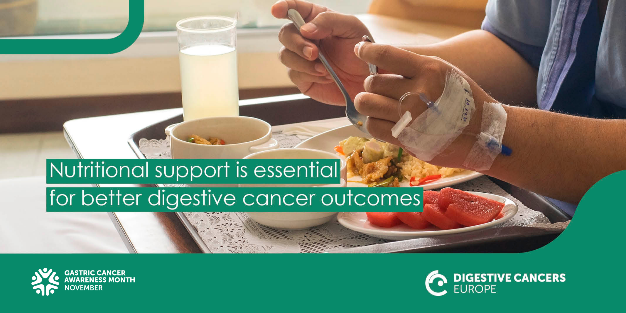 Nutritional support is essential
for better digestive cancer outcomes
GASTRIC CANCER
AWARENESS MONTH
NOVEMBER
DIGESTIVE CANCERS
EUROPE